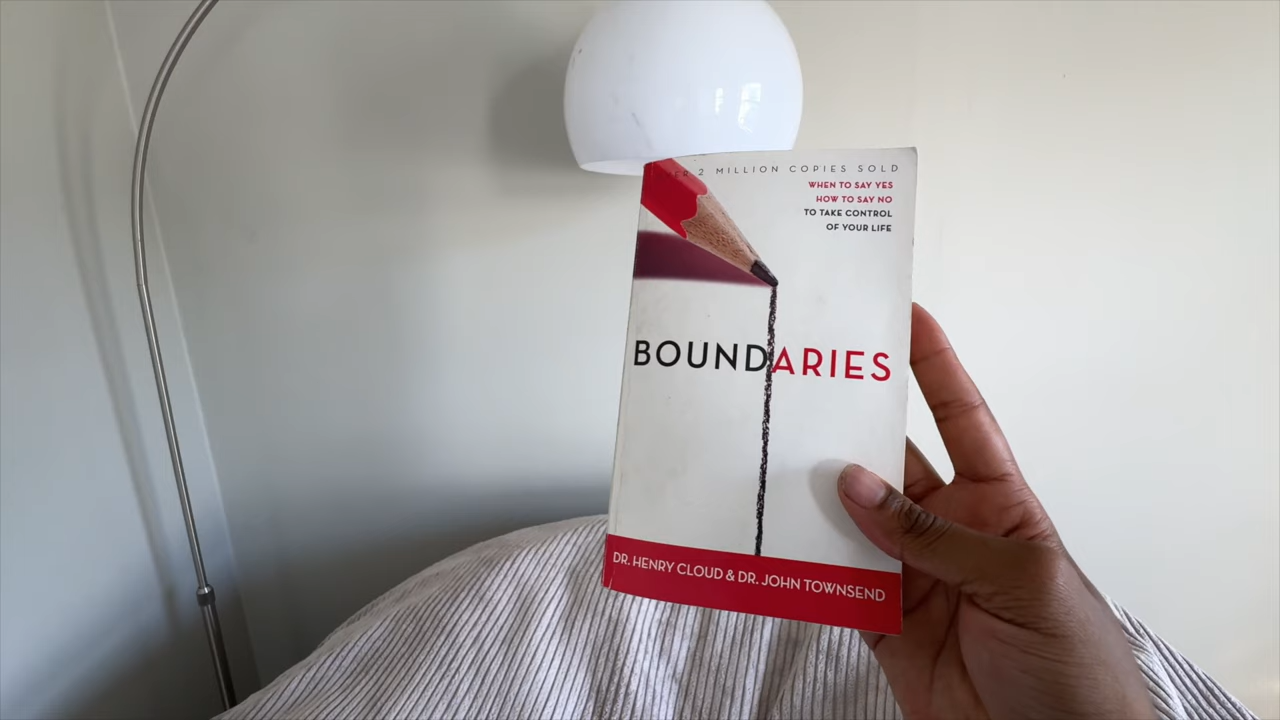 2 MILLION COPIES SOLD
WHEN TO SAY YES
HOW TO SAY NO
TO TAKE CONTROL
OF YOUR LIFE
BOUNDARIES
DR. HENRY CLOUD & DR. JOHN TOWNSEND